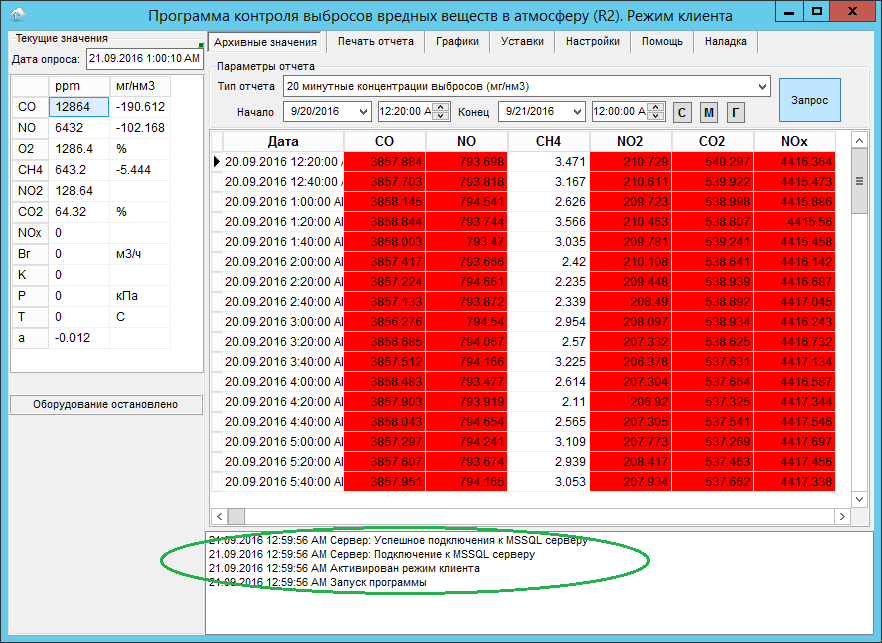 Программа контроля выбросов вредных веществ в атмосферу (R2). Режим клиента
Текущие значения
Дата опроса: 21.09.2016 1:00:10 AM
ppm мг/нм3
CO 12864 -190.612
NO 6432 -102.168
O2 1286.4 %
CH4 643.2 -5.444
NO2 128.64
CO2 64.32 %
NOx 0
Вг 0 м3/ч
K 0
P 0 кПа
T 0 C
a -0.012
Оборудование остановлено
Архивные значения Печать отчета Графики Уставки Настройки Помощь Наладка
Параметры отчета
Тип отчета 20 минутные концентрации выбросов (мг/нм3)
Начало 9/20/2016 12:20:00 A Конец 9/21/2016 12:00:00 A С М Г
Запрос
Дата CO NO CH4 NO2 CO2 NOx
20.09.2016 12:20:00 3857.884 793.698 3.471 210.729 540.297 4416.364
20.09.2016 12:40:00 3857.703 793.818 3.167 210.611 539.922 4415.473
20.09.2016 1:00:00 AI 3858.145 794.541 2.626 209.723 538.998 4415.886
20.09.2016 1:20:00 AI 3858.844 793.744 3.566 210.463 538.807 4415.56
20.09.2016 1:40:00 AI 3858.003 793.47 3.035 209.781 539.241 4415.458
20.09.2016 2:00:00 AI 3857.417 793.656 2.42 210.108 538.641 4416.142
20.09.2016 2:20:00 AI 3857.224 794.661 2.235 209.448 538.939 4416.687
20.09.2016 2:40:00 AI 3857.133 793.872 2.339 208.49 538.892 4417.045
20.09.2016 3:00:00 AI 3856.276 794.54 2.954 208.097 538.934 4416.243
20.09.2016 3:20:00 AI 3856.685 794.067 2.57 207.332 538.625 4416.732
20.09.2016 3:40:00 AI 3857.512 794.166 3.225 206.378 537.631 4417.134
20.09.2016 4:00:00 AI 3858.483 793.477 2.614 207.304 537.664 4416.587
20.09.2016 4:20:00 AI 3857.903 793.919 2.11 206.92 537.325 4417.344
20.09.2016 4:40:00 AI 3858.043 794.654 2.565 207.305 537.541 4417.546
20.09.2016 5:00:00 AI 3857.297 794.241 3.109 207.773 537.269 4417.697
20.09.2016 5:20:00 AI 3857.607 793.674 2.939 208.417 537.463 4417.456
20.09.2016 5:40:00 AI 3857.951 794.165 3.053 207.934 537.662 4417.338
21.09.2016 12:59:56 AM Сервер: Успешное подключения к MSSQL серверу
21.09.2016 12:59:56 AM Сервер: Подключение к MSSQL серверу
21.09.2016 12:59:56 AM Активирован режим клиента
21.09.2016 12:59:56 AM Запуск программы